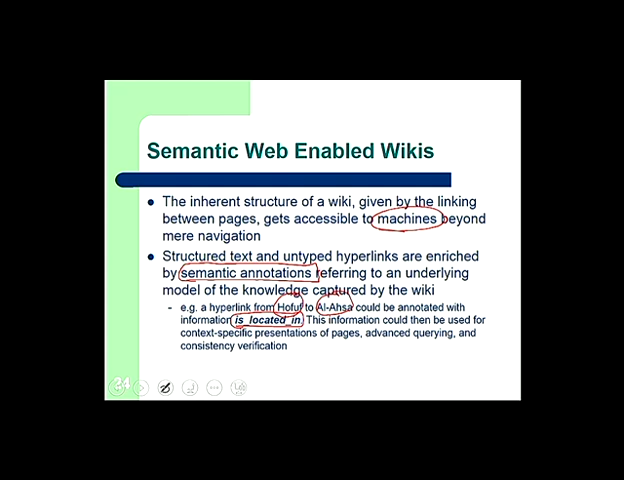 Semantic Web Enabled Wikis
The inherent structure of a wiki, given by the linking
between pages, gets accessible to machines beyond
mere navigation
Structured text and untyped hyperlinks are enriched
by semantic annotations referring to an underlying
model of the knowledge captured by the wiki
- e.g. a hyperlink from Hofuf to Al-Ahsa could be annotated with
information is_located_in. This information could then be used for
context-specific presentations of pages, advanced querying, and
consistency verification
24